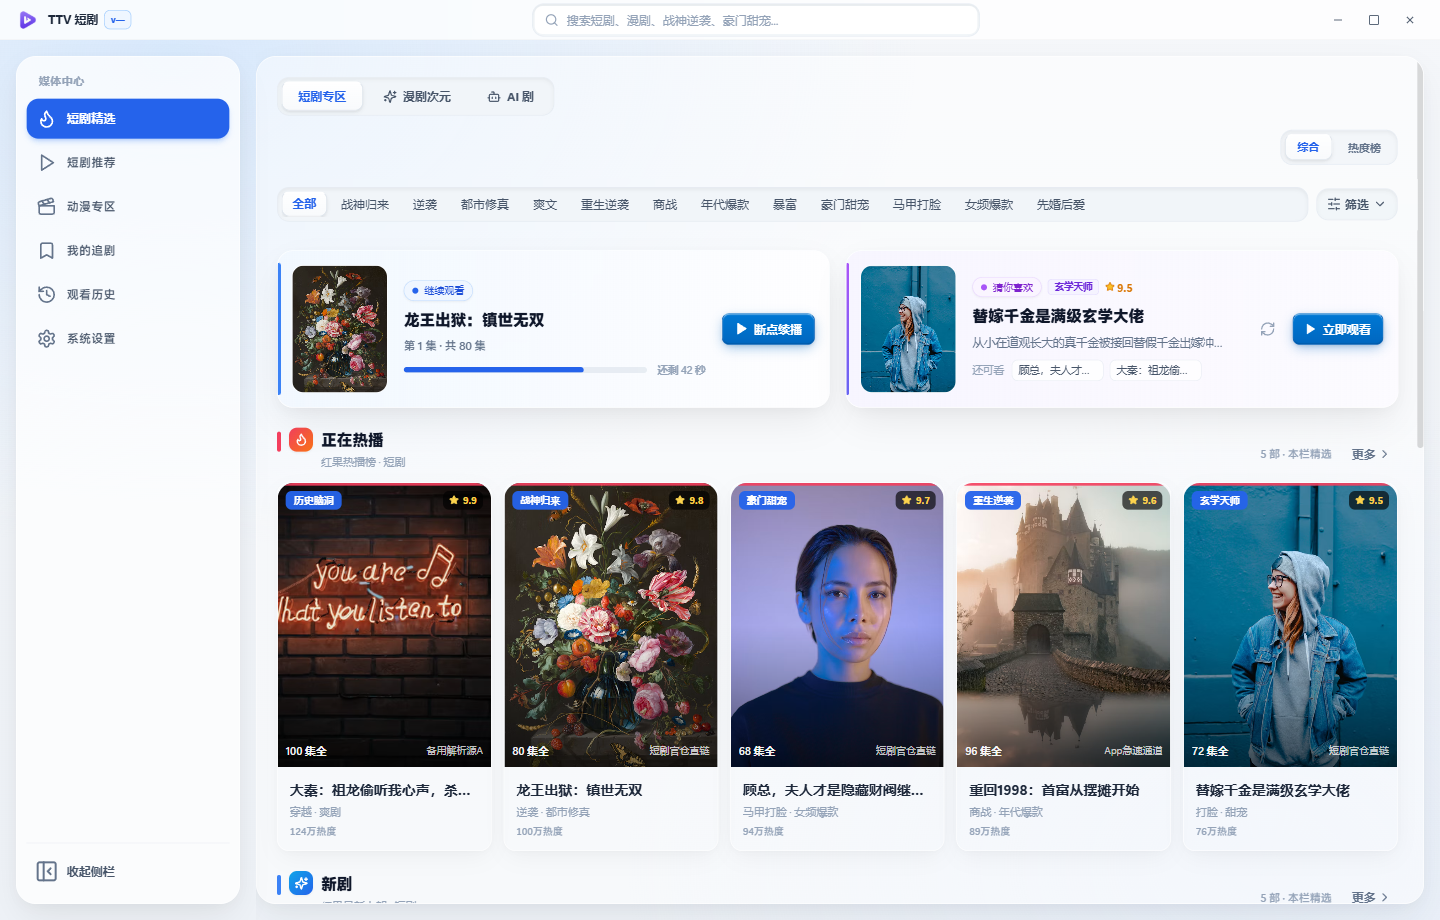 TTV 短剧 v—
搜索短剧、漫剧、战神逆袭、豪门甜宠...
媒体中心
短剧精选
短剧推荐
动漫专区
我的追剧
观看历史
系统设置
收起侧栏
短剧专区 漫剧次元 AI 剧
综合 热度榜
全部 战神归来 逆袭 都市修真 爽文 重生逆袭 商战 年代爆款 暴富 豪门甜宠 马甲打脸 女频爆款 先婚后爱 筛选
继续观看
龙王出狱：镇世无双
第 1 集 · 共 80 集
还剩 42 秒
断点续播
猜你喜欢 玄学天师 9.5
替嫁千金是满级玄学大佬
从小在道观长大的真千金被接回替假千金出嫁冲...
还可看 顾总，夫人才... 大秦：祖龙偷...
立即观看
正在热播
红果热播榜 · 短剧
5 部 · 本栏精选 更多
历史脑洞 9.9
you are
hat you listen to
100 集全 备用解析源A
大秦：祖龙偷听我心声，杀...
穿越 · 爽剧
124万热度
战神归来 9.8
80 集全 短剧官仓直链
龙王出狱：镇世无双
逆袭 · 都市修真
100万热度
豪门甜宠 9.7
68 集全 短剧官仓直链
顾总，夫人才是隐藏财阀继...
马甲打脸 · 女频爆款
94万热度
重生逆袭 9.6
96 集全 App急速通道
重回1998：首富从摆摊开始
商战 · 年代爆款
89万热度
玄学天师 9.5
72 集全 短剧官仓直链
替嫁千金是满级玄学大佬
打脸 · 甜宠
76万热度
新剧
5 部 · 本栏精选 更多